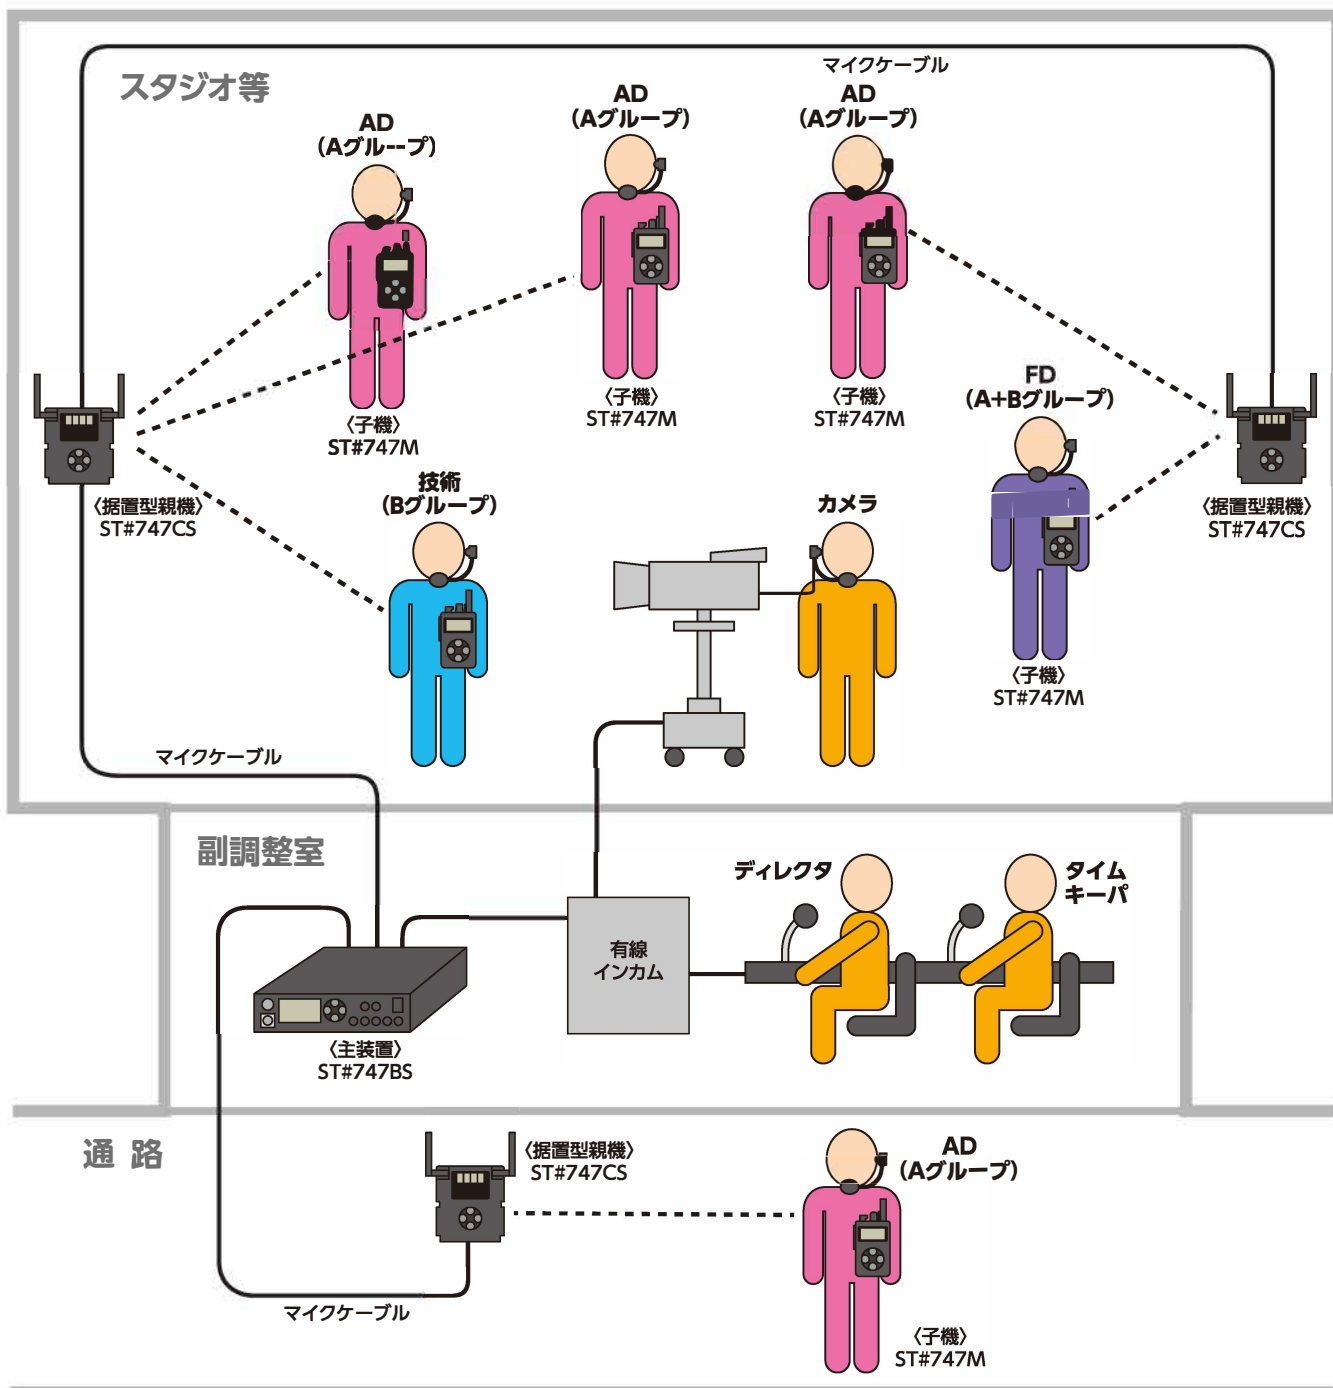 スタジオ等
マイクケーブル
AD
(Aグル--プ)
AD
(Aグループ)
AD
(Aグループ)
〈子機〉
ST#747M
〈子機〉
ST#747M
〈子機〉
ST#747M
FD
(A+Bグループ)
〈据置型親機〉
ST#747CS
技術
(Bグループ)
カメラ
〈据置型親機〉
ST#747CS
〈子機〉
ST#747M
マイクケーブル
副調整室
ディレクタ
タイム
キーパ
有線
インカム
〈主装置〉
ST#747BS
通 路
〈据置型親機〉
ST#747CS
AD
(Aグループ)
マイクケーブル
〈子機〉
ST#747M